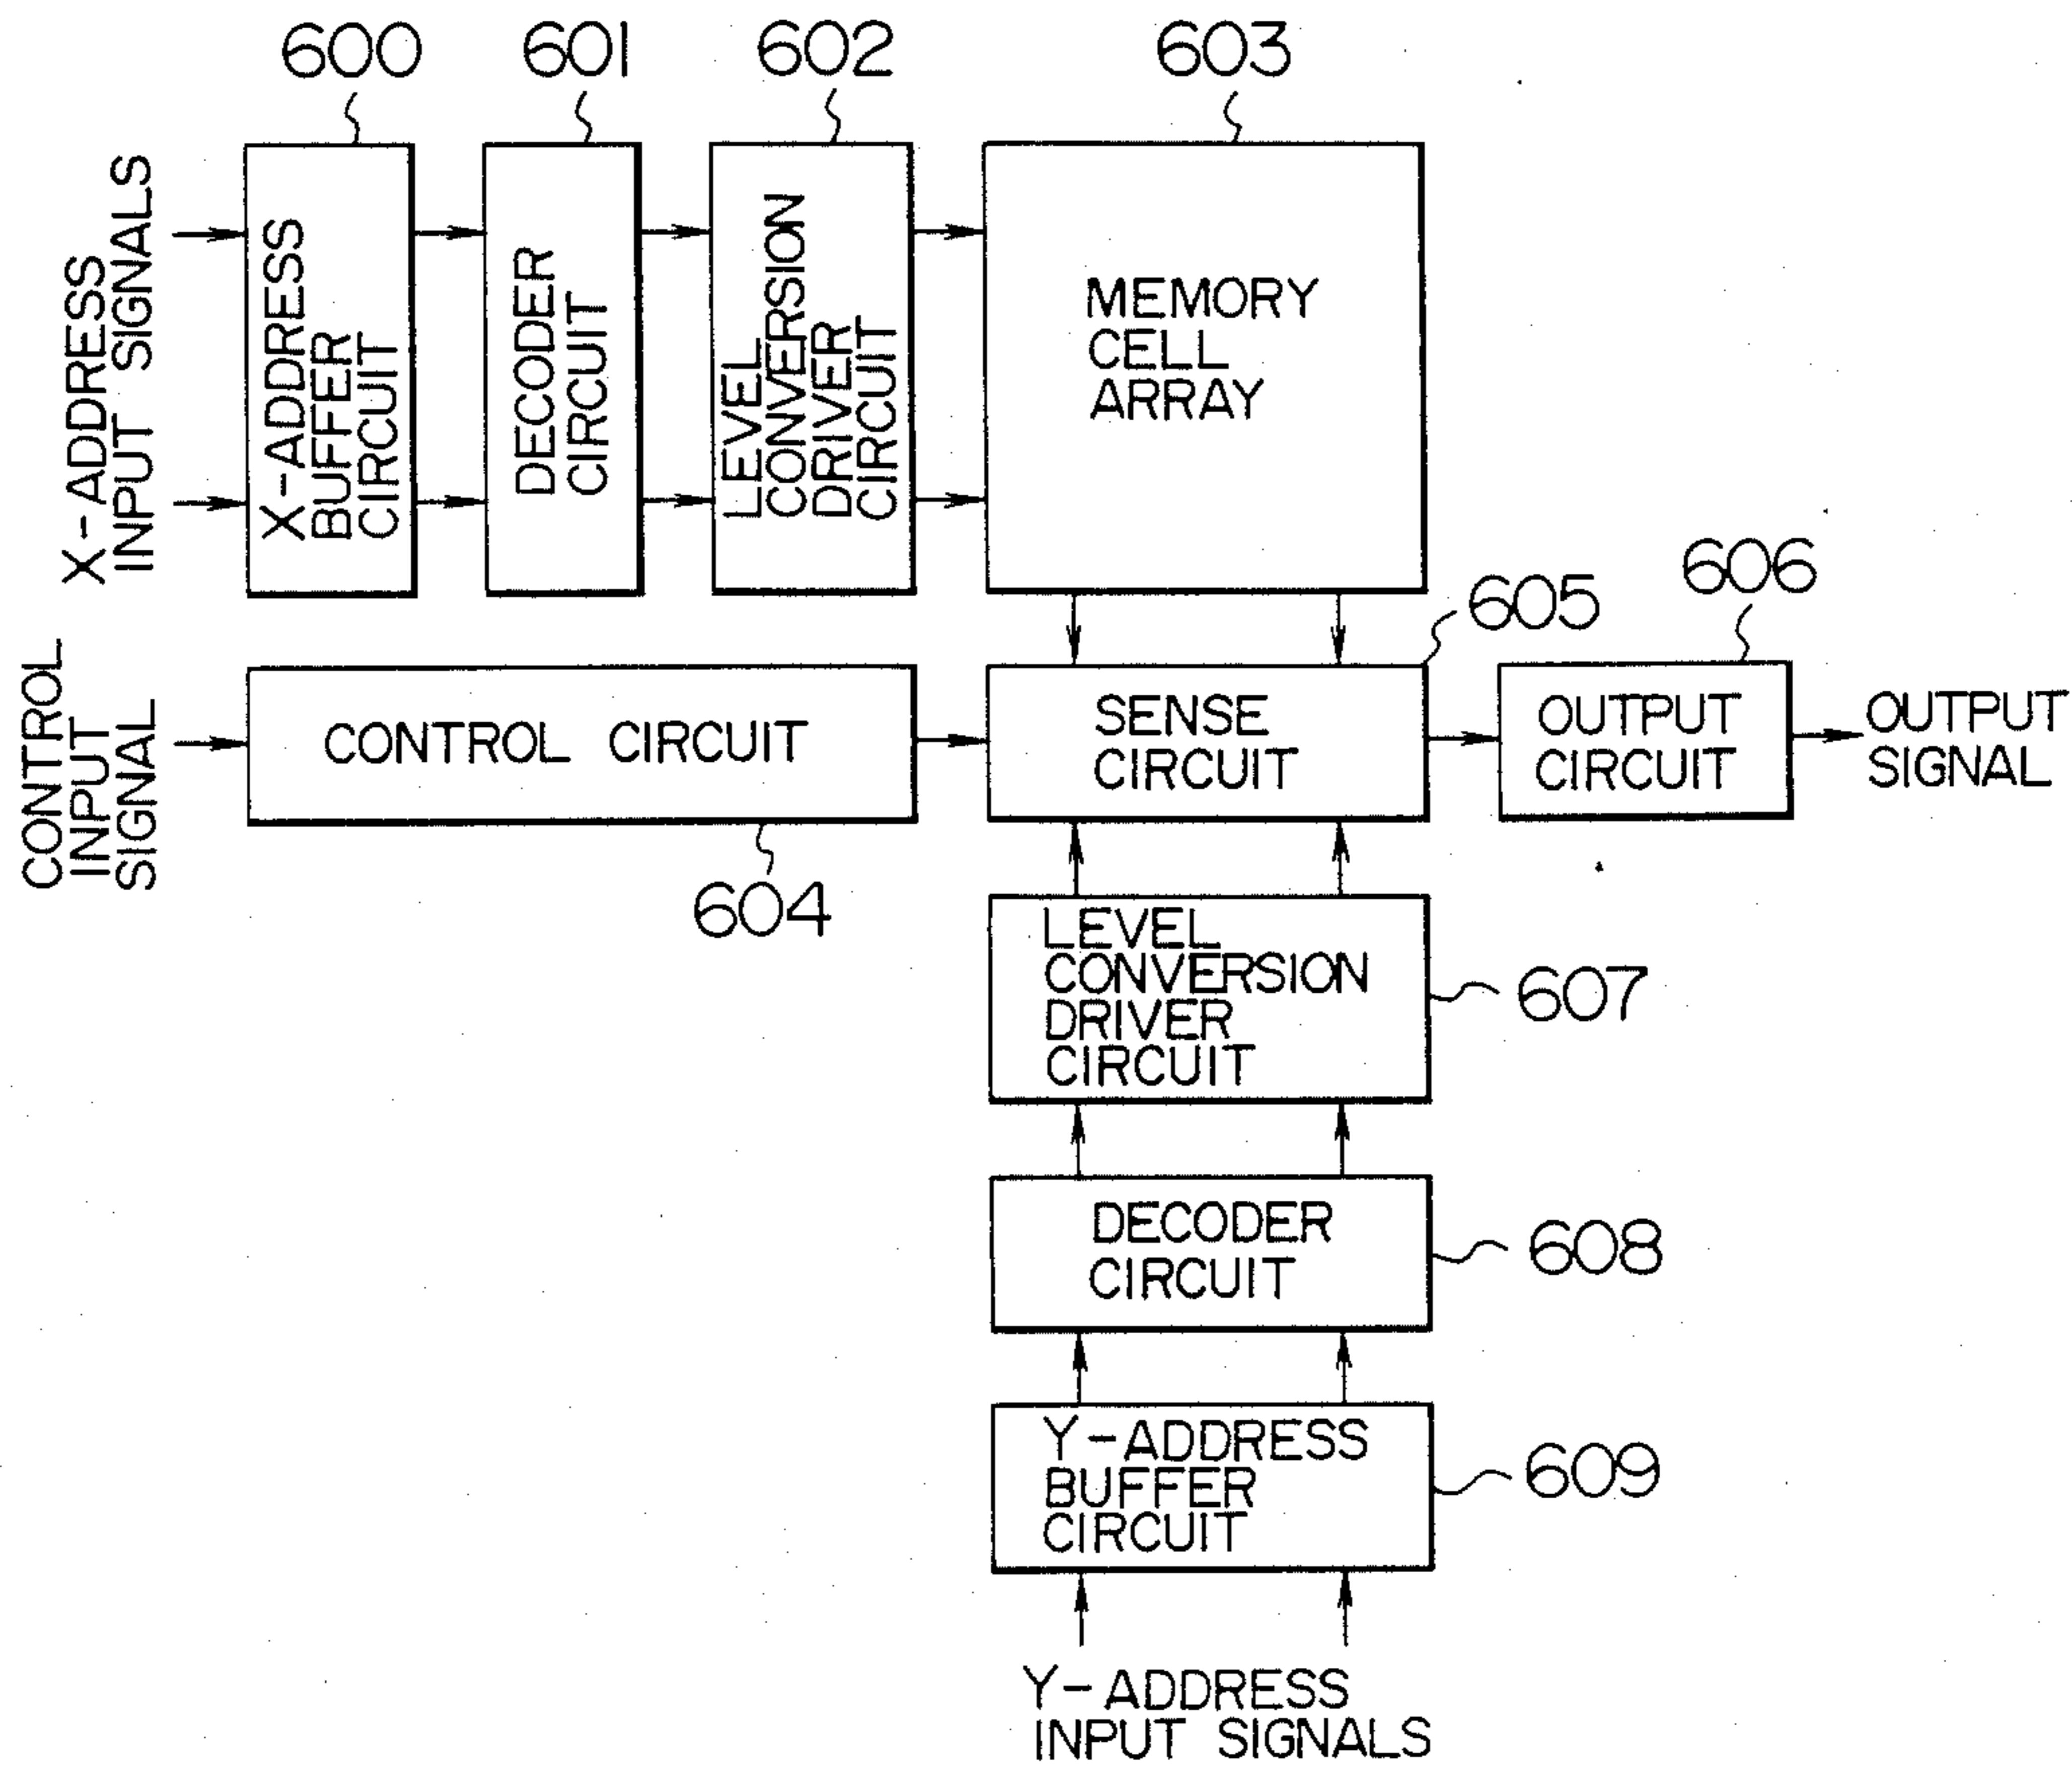 600
601
602
603
X-ADDRESS
INPUT SIGNALS
X-ADDRESS
BUFFER
CIRCUIT
DECODER
CIRCUIT
LEVEL
CONVERSION
DRIVER
CIRCUIT
MEMORY
CELL
ARRAY
605
606
CONTROL
INPUT
SIGNAL
CONTROL CIRCUIT
SENSE
CIRCUIT
OUTPUT
CIRCUIT
OUTPUT
SIGNAL
604
LEVEL
CONVERSION
DRIVER
CIRCUIT
607
DECODER
CIRCUIT
608
Y-ADDRESS
BUFFER
CIRCUIT
609
Y-ADDRESS
INPUT SIGNALS